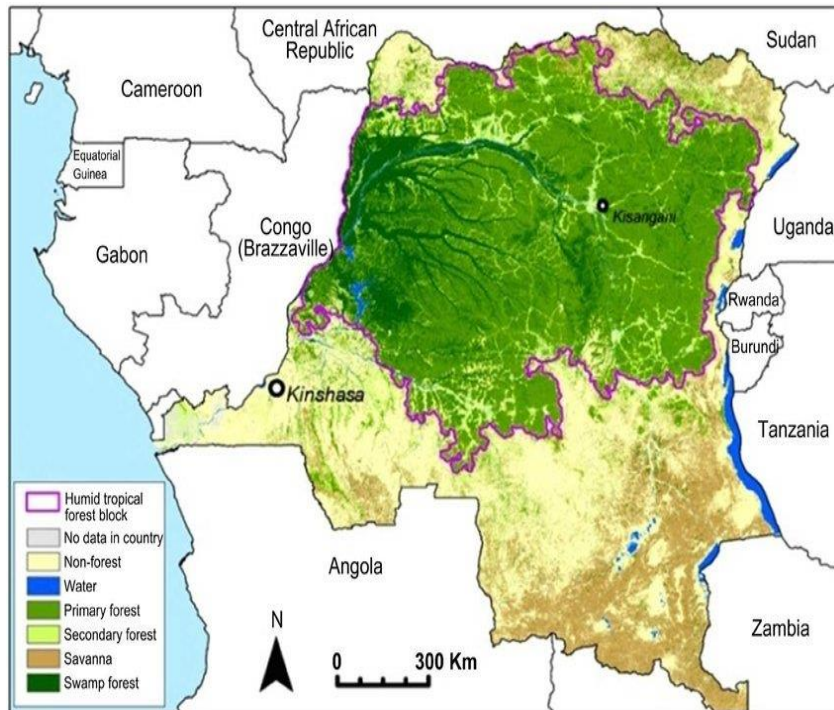 Central African
Republic
Sudan
Cameroon
Equatorial
Guinea
Congo
(Brazzaville)
Gabon
Kisangani
Uganda
Rwanda
Burundi
Kinshasa
Tanzania
Humid tropical
forest block
No data in country
Non-forest
Water
Primary forest
Secondary forest
Savanna
Swamp forest
Angola
Zambia
N
0 300 Km